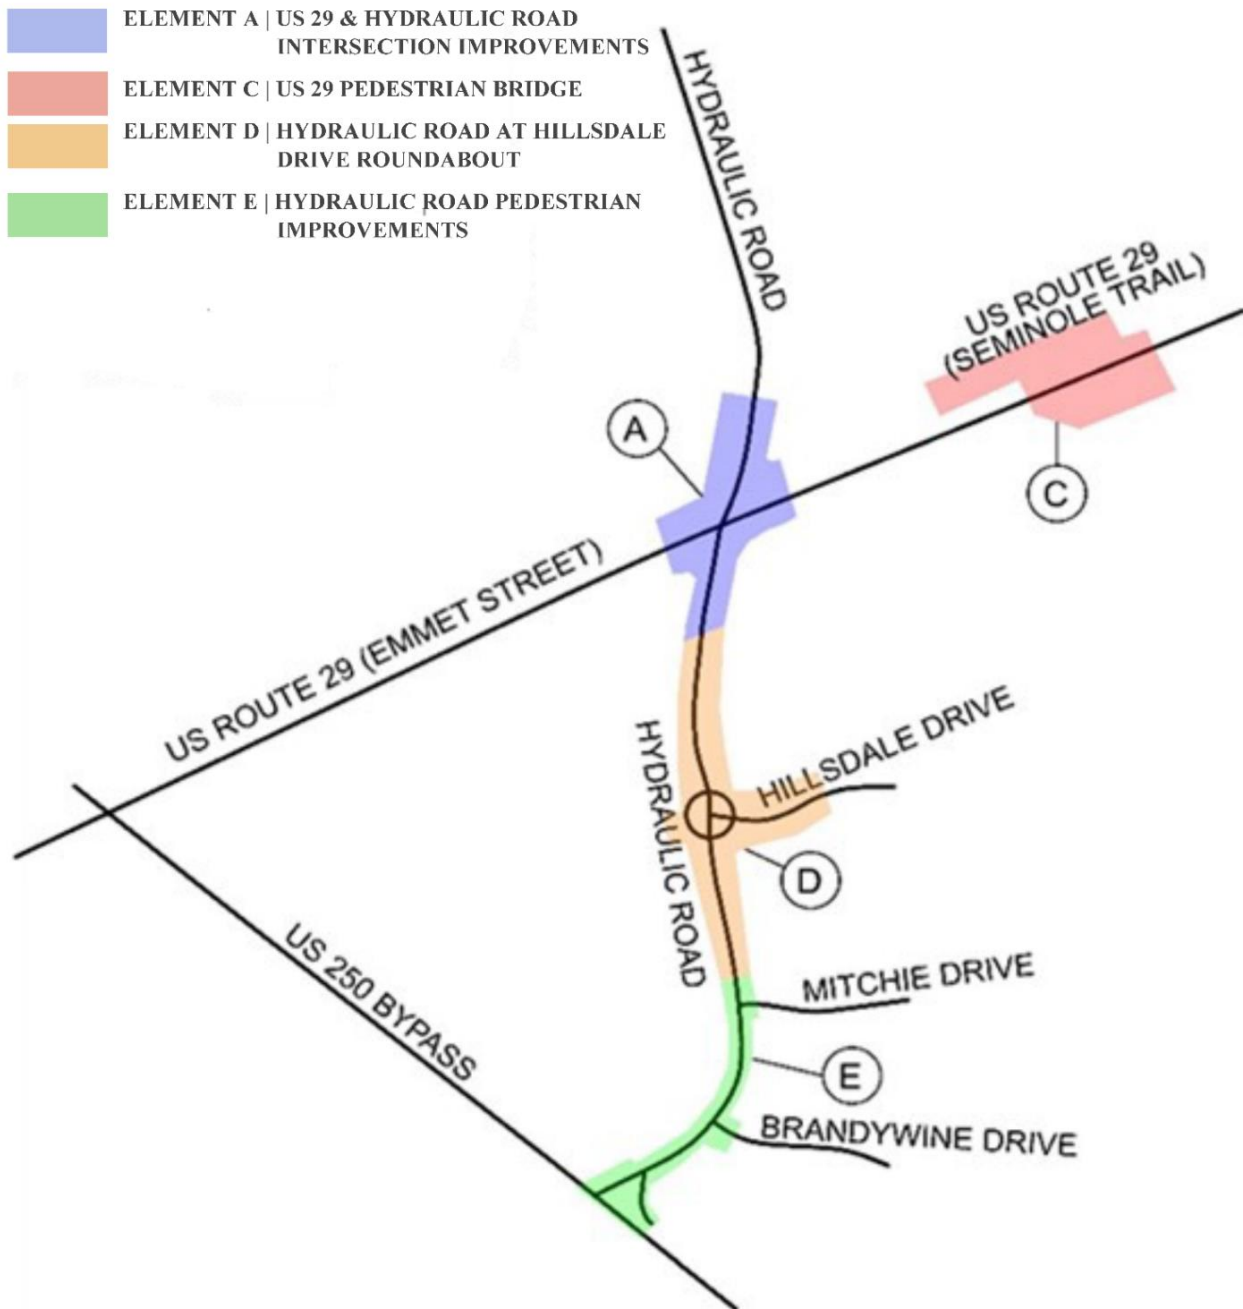 ELEMENT A | US 29 & HYDRAULIC ROAD
INTERSECTION IMPROVEMENTS
ELEMENT C | US 29 PEDESTRIAN BRIDGE
ELEMENT D | HYDRAULIC ROAD AT HILLSDALE
DRIVE ROUNDABOUT
ELEMENT E | HYDRAULIC ROAD PEDESTRIAN
IMPROVEMENTS
HYDRAULIC ROAD
US ROUTE 29
(SEMINOLE TRAIL)
A
C
US ROUTE 29 (EMMET STREET)
HYDRAULIC ROAD
HILLSDALE DRIVE
D
US 250 BYPASS
MITCHIE DRIVE
E
BRANDYWINE DRIVE